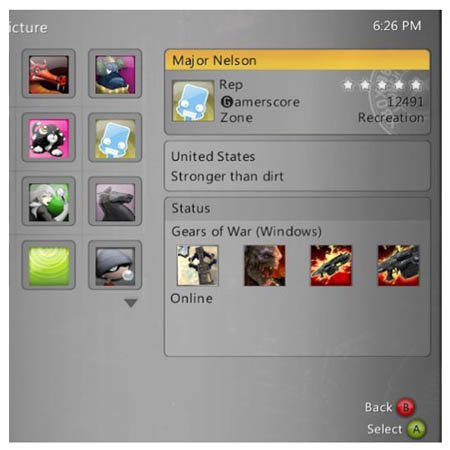 icture
6:26 PM
Major Nelson
Rep
Gamerscore 12491
Zone Recreation
United States
Stronger than dirt
Status
Gears of War (Windows)
Online
Back B
Select A